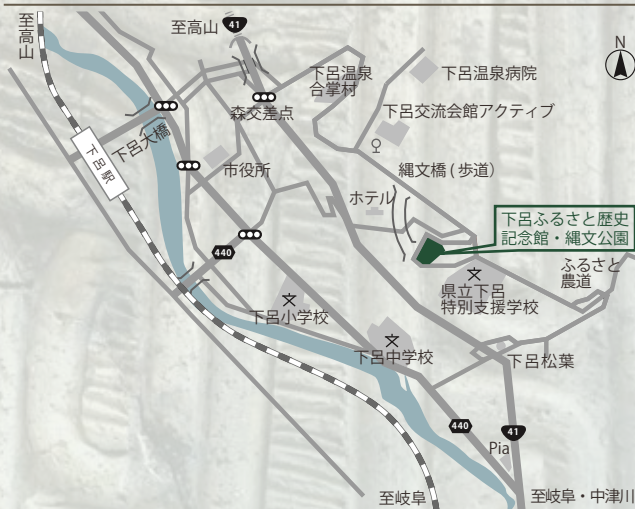 至高山
至高山
41
N
下呂温泉
合掌村
下呂温泉病院
森交差点
下呂交流会館アクティブ
下呂大橋
下呂駅
市役所
縄文橋(歩道)
ホテル
下呂ふるさと歴史
記念館・縄文公園
440
ふるさと
農道
文
県立下呂
特別支援学校
文
下呂小学校
文
下呂中学校
下呂松葉
440
41
Pia
至岐阜
至岐阜・中津川